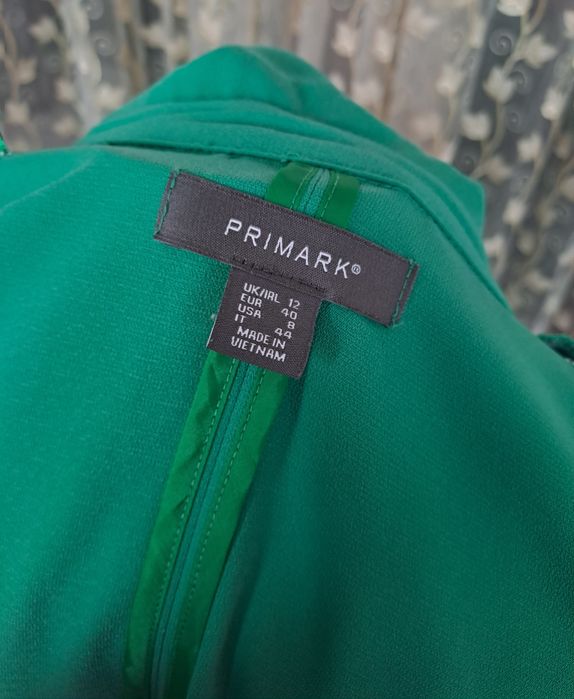 PRIMARK®
UK/IRL 12
EUR 40
USA 8
IT 44
MADE IN
VIETNAM